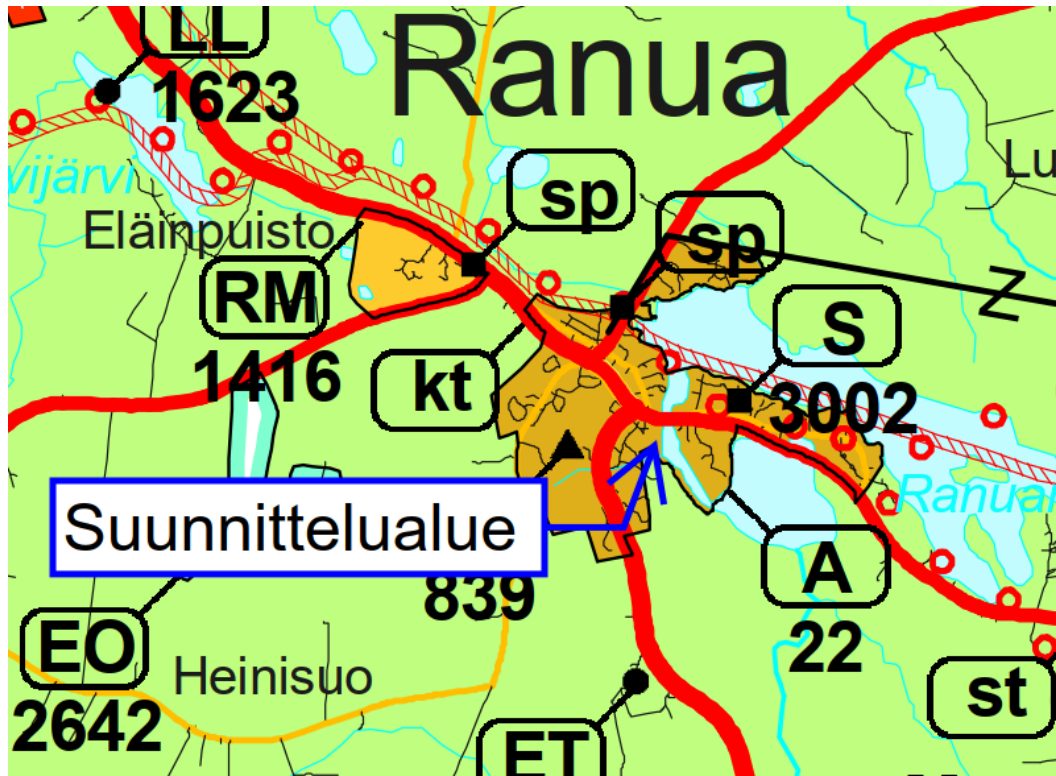 LL
1623
Ranua
Lu
vijärvi
Eläinpuisto
sp
sp
RM
1416
kt
Z
S
3002
Suunnittelualue
Ranuan
839
A
22
EO
2642
Heinisuo
ET
st